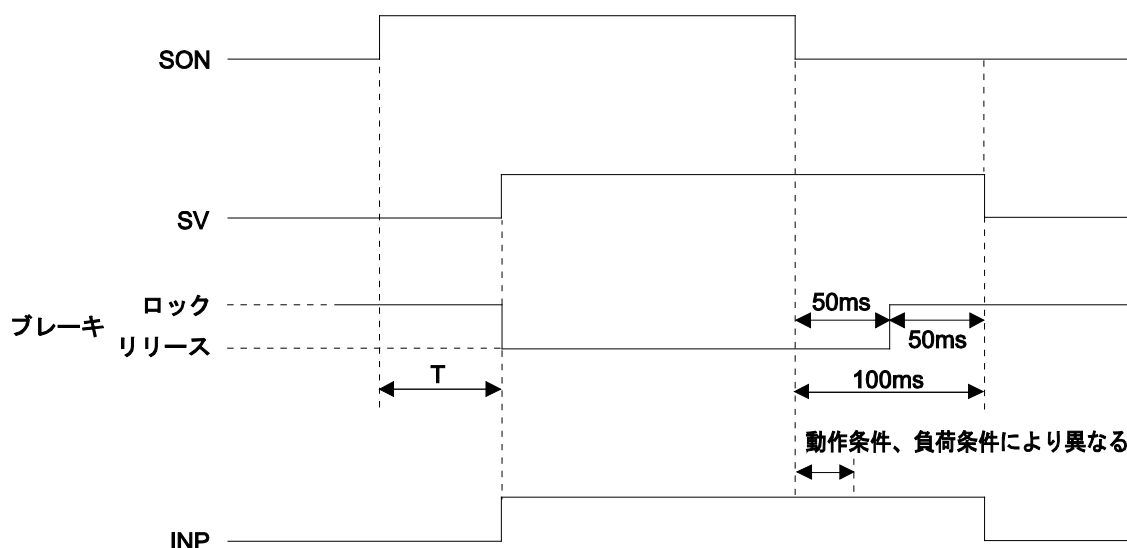 SON
SV
ロック
ブレーキ
リリース
50ms
50ms
T
100ms
動作条件、負荷条件により異なる
INP